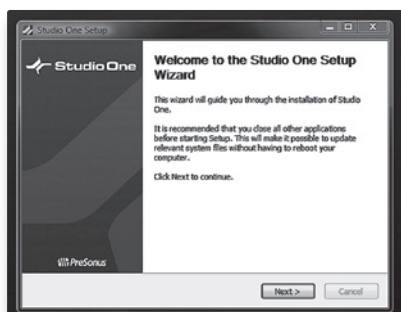 Studio One Setup
Studio One
Welcome to the Studio One Setup
Wizard
This wizard will guide you through the installation of Studio
One.
It is recommended that you close all other applications
before starting Setup. This will make it possible to update
relevant system files without having to reboot your
computer.
Click Next to continue.
PreSonus
Next >
Cancel